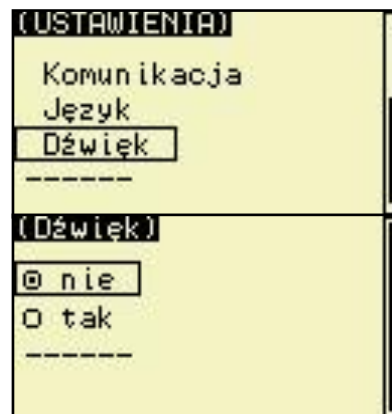 (USTAWIENIA)
Komunikacja
Język
Dźwięk
------
(Dźwięk)
nie
tak
------